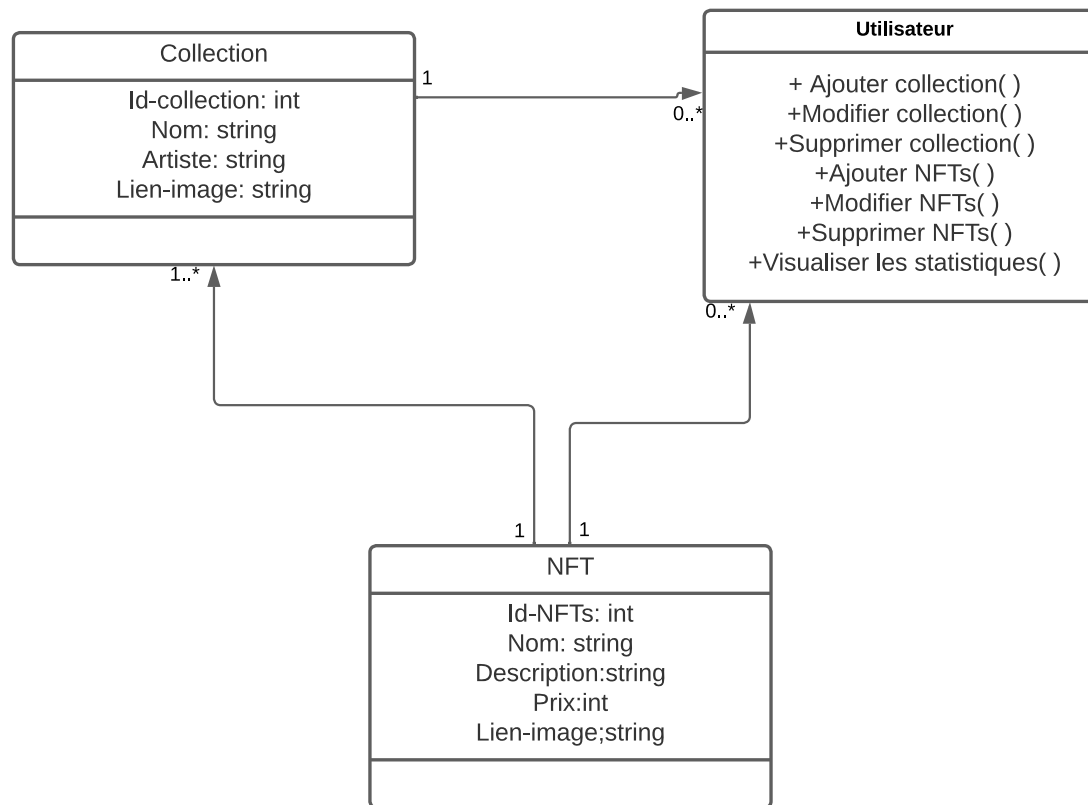 Collection
Id-collection: int
Nom: string
Artiste: string
Lien-image: string
1
0..*
Utilisateur
+ Ajouter collection( )
+Modifier collection( )
+Supprimer collection( )
+Ajouter NFTs( )
+Modifier NFTs( )
+Supprimer NFTs( )
+Visualiser les statistiques( )
1..*
0..*
1
1
NFT
Id-NFTs: int
Nom: string
Description:string
Prix:int
Lien-image;string